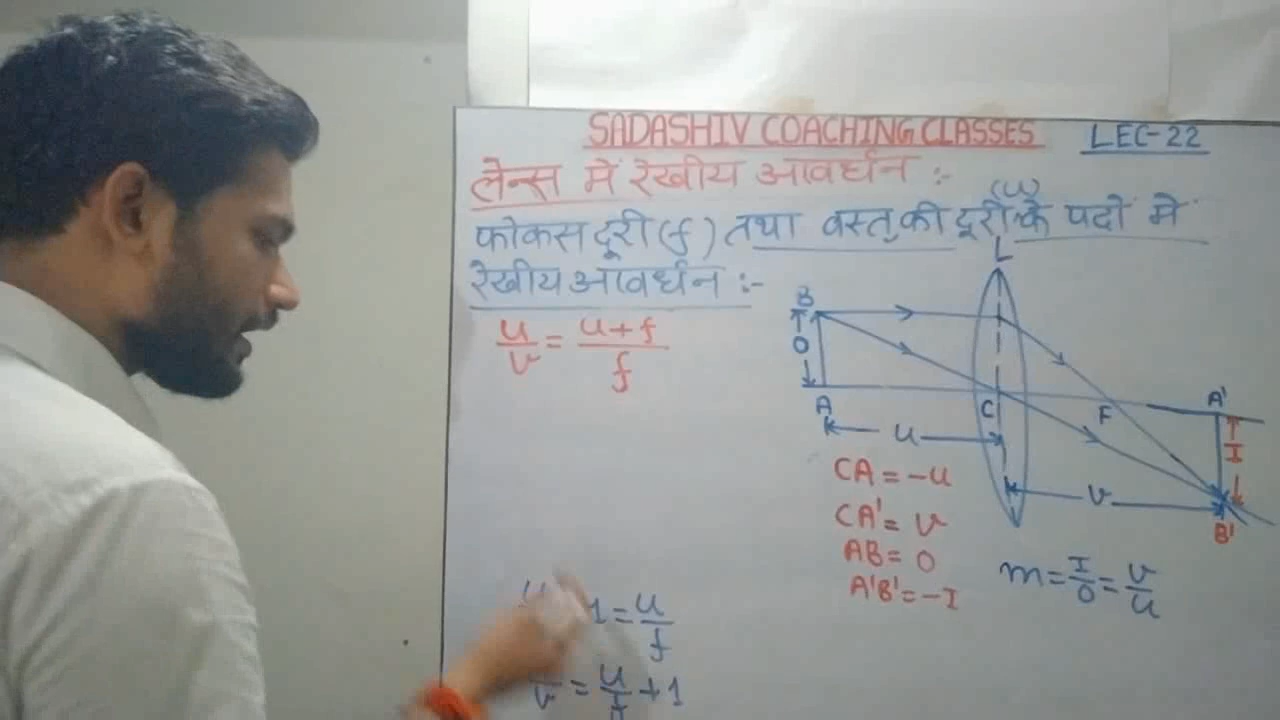 SADASHIV COACHING CLASSES LEC-22
लेन्स में रेखीय आवर्धन :-
फोकस दूरी (f) तथा वस्तु की दूरी (u) के पदों में
रेखीय आवर्धन :-
u/v = u+f/f
L
B
O
A
C
F
A'
I
u
v
B'
CA = -u
CA' = v
AB = O
A'B' = -I
m = I/O = v/u
1 = u/f
v = u/f + 1